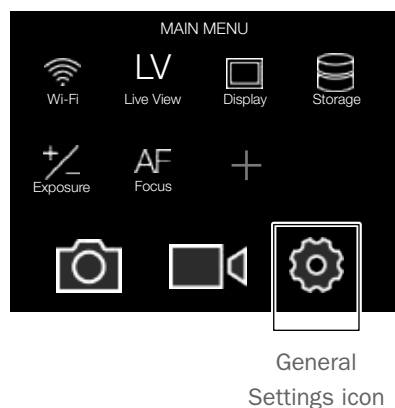 MAIN MENU
LV
Wi-Fi Live View Display Storage
AF
Exposure Focus
General
Settings icon